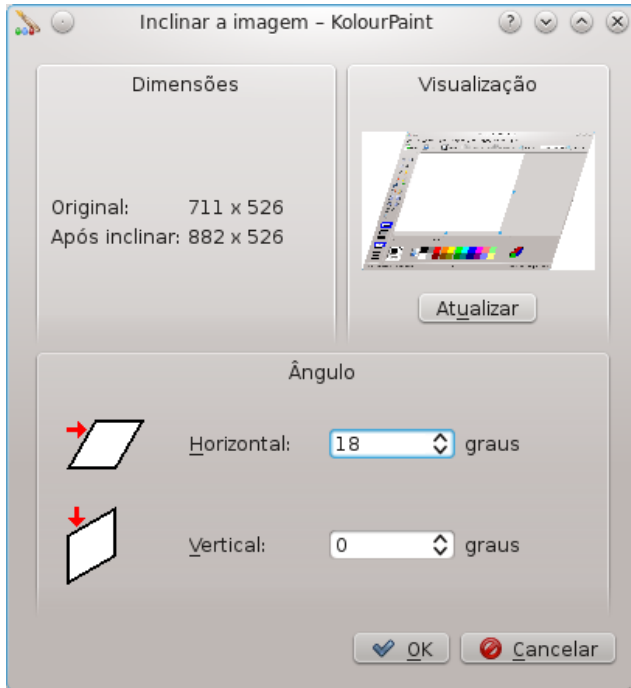 Inclinar a imagem – KolourPaint
Dimensões
Original: 711 x 526
Após inclinar: 882 x 526
Visualização
Atualizar
Ângulo
Horizontal: 18 graus
Vertical: 0 graus
OK
Cancelar